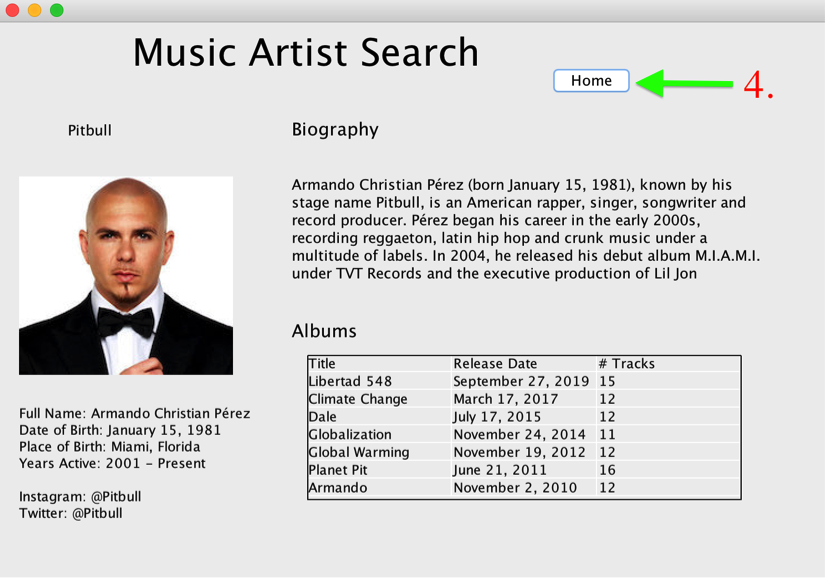 Music Artist Search
Home
4.
Pitbull
Biography
Armando Christian Pérez (born January 15, 1981), known by his
stage name Pitbull, is an American rapper, singer, songwriter and
record producer. Pérez began his career in the early 2000s,
recording reggaeton, latin hip hop and crunk music under a
multitude of labels. In 2004, he released his debut album M.I.A.M.I.
under TVT Records and the executive production of Lil Jon
Albums
Title Release Date # Tracks
Libertad 548 September 27, 2019 15
Climate Change March 17, 2017 12
Dale July 17, 2015 12
Globalization November 24, 2014 11
Global Warming November 19, 2012 12
Planet Pit June 21, 2011 16
Armando November 2, 2010 12
Full Name: Armando Christian Pérez
Date of Birth: January 15, 1981
Place of Birth: Miami, Florida
Years Active: 2001 - Present
Instagram: @Pitbull
Twitter: @Pitbull